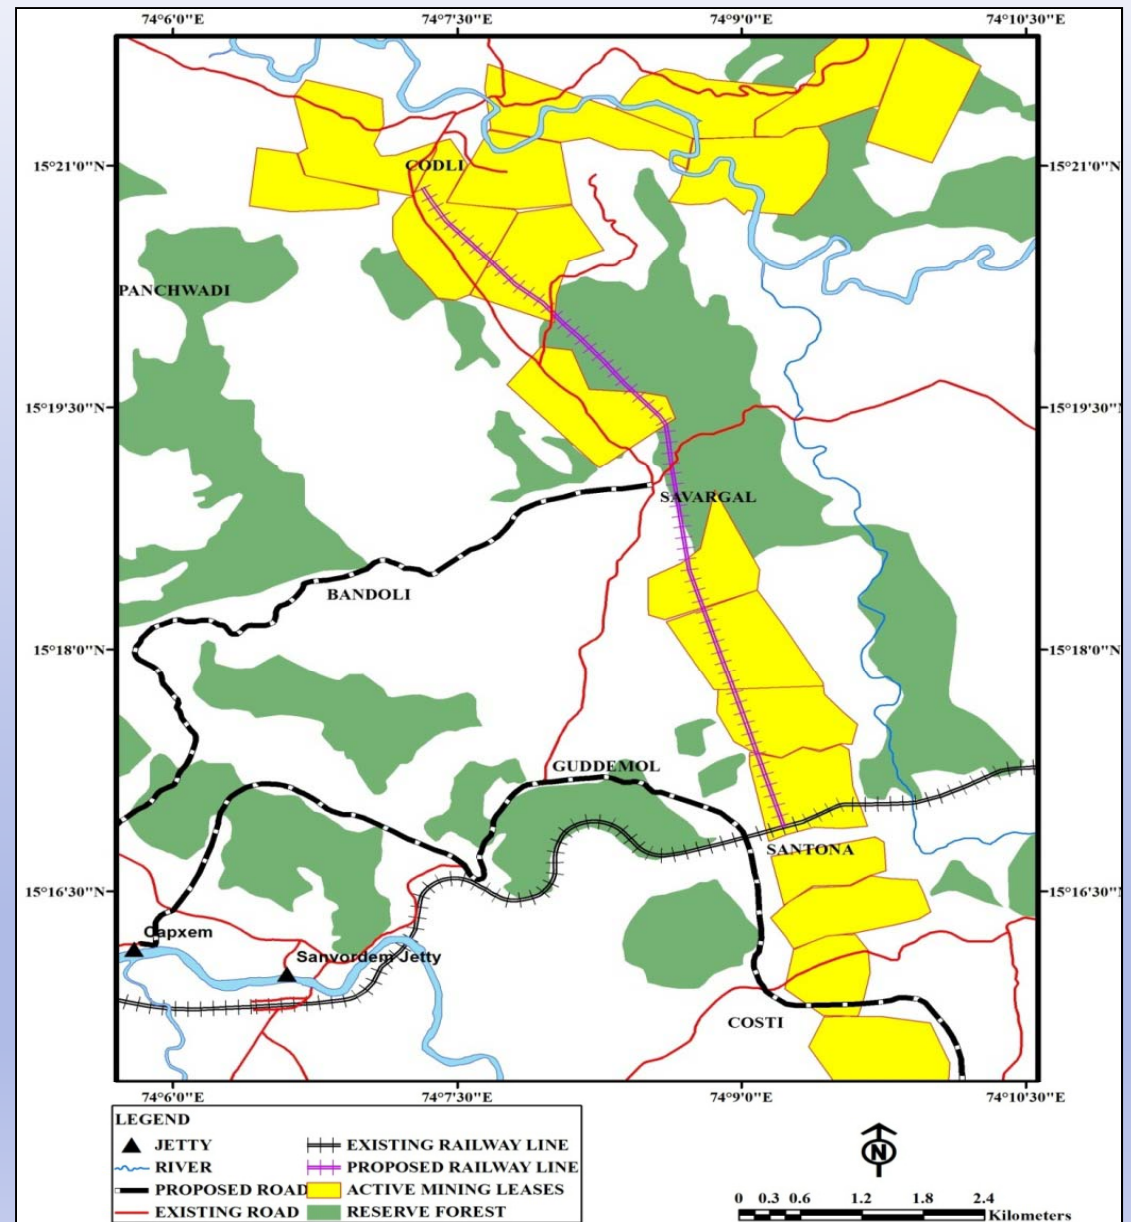 74°6'0"E 74°7'30"E 74°9'0"E 74°10'30"E
15°21'0"N 15°21'0"N
CODLI
PANCHWADI
15°19'30"N 15°19'30"N
SAVARGAL
BANDOLI
15°18'0"N 15°18'0"N
GUDDEMOL
SANTONA
15°16'30"N 15°16'30"N
Capxem
Sanvordem Jetty
COSTI
74°6'0"E 74°7'30"E 74°9'0"E 74°10'30"E
LEGEND
JETTY EXISTING RAILWAY LINE
RIVER PROPOSED RAILWAY LINE
PROPOSED ROAD ACTIVE MINING LEASES
EXISTING ROAD RESERVE FOREST
N
0 0.3 0.6 1.2 1.8 2.4
Kilometers